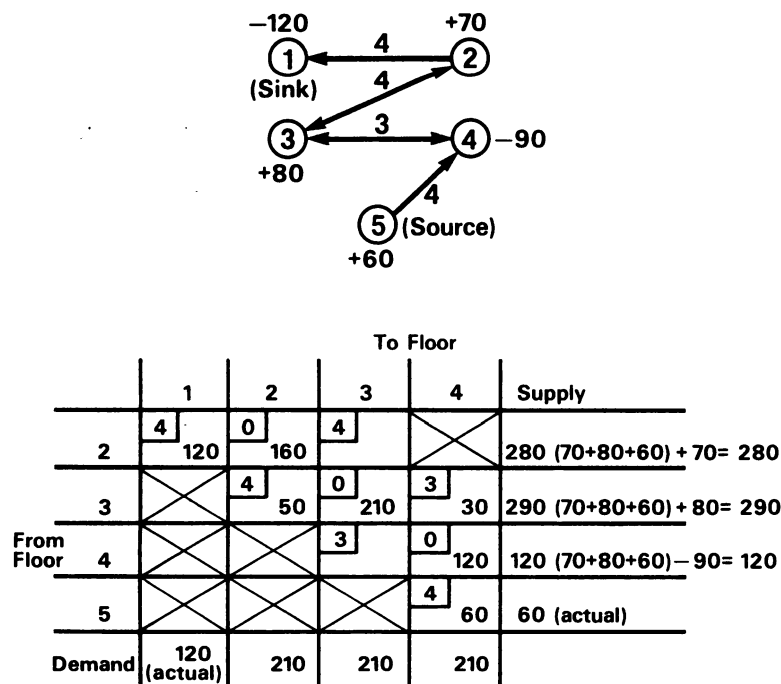 −120 +70
1 4 2
(Sink) 4
3 3 4 −90
+80 4
5 (Source)
+60
To Floor
1 2 3 4 Supply
4 0 4
2 120 160 280 (70+80+60) + 70= 280
4 0 3
3 50 210 30 290 (70+80+60) + 80= 290
From 3 0
Floor 4 120 120 (70+80+60) − 90= 120
4
5 60 60 (actual)
Demand 120 210 210 210
(actual)